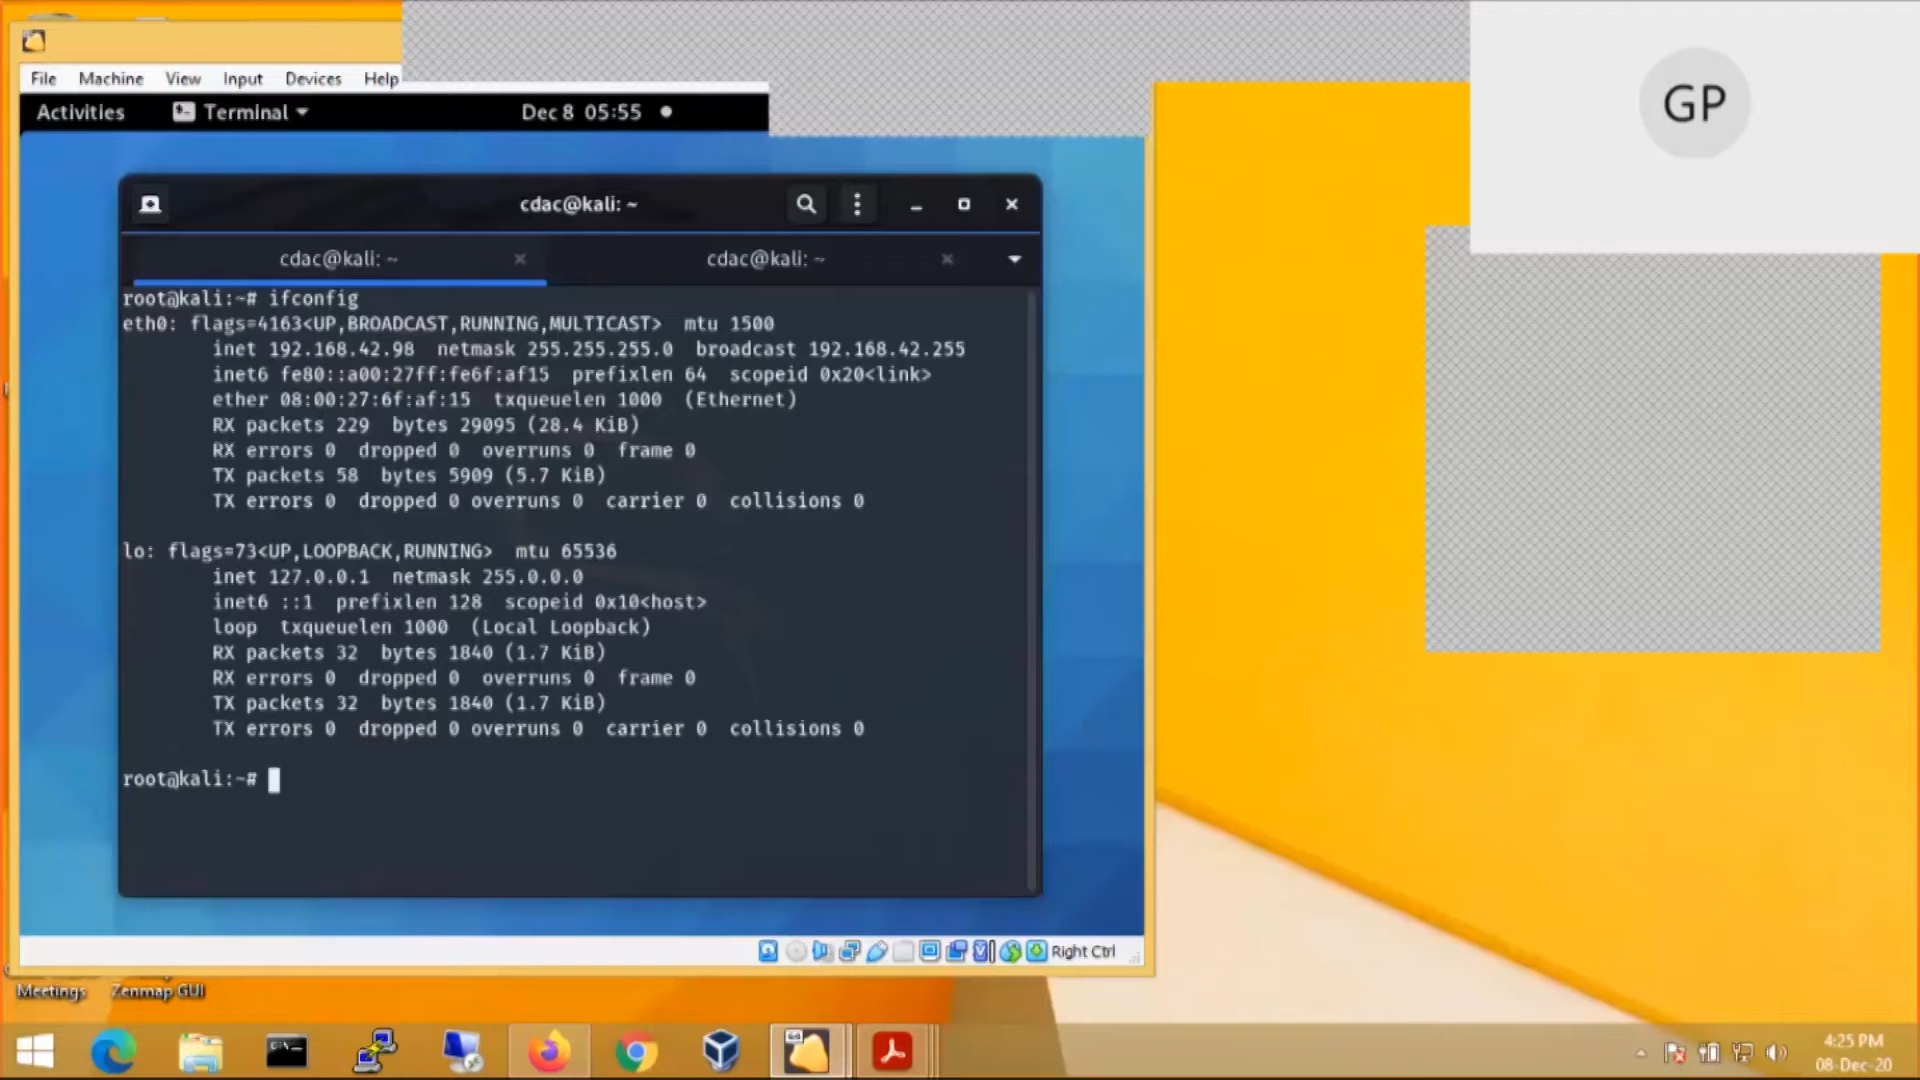 GP
File Machine View Input Devices Help
Activities Terminal Dec 8 05:55
cdac@kali: ~
cdac@kali: ~ cdac@kali: ~
root@kali:~# ifconfig
eth0: flags=4163<UP,BROADCAST,RUNNING,MULTICAST> mtu 1500
inet 192.168.42.98 netmask 255.255.255.0 broadcast 192.168.42.255
inet6 fe80::a00:27ff:fe6f:af15 prefixlen 64 scopeid 0x20<link>
ether 08:00:27:6f:af:15 txqueuelen 1000 (Ethernet)
RX packets 229 bytes 29095 (28.4 KiB)
RX errors 0 dropped 0 overruns 0 frame 0
TX packets 58 bytes 5909 (5.7 KiB)
TX errors 0 dropped 0 overruns 0 carrier 0 collisions 0
lo: flags=73<UP,LOOPBACK,RUNNING> mtu 65536
inet 127.0.0.1 netmask 255.0.0.0
inet6 ::1 prefixlen 128 scopeid 0x10<host>
loop txqueuelen 1000 (Local Loopback)
RX packets 32 bytes 1840 (1.7 KiB)
RX errors 0 dropped 0 overruns 0 frame 0
TX packets 32 bytes 1840 (1.7 KiB)
TX errors 0 dropped 0 overruns 0 carrier 0 collisions 0
root@kali:~#
Right Ctrl
Meetings Zenmap GUI
4:25 PM
08-Dec-20